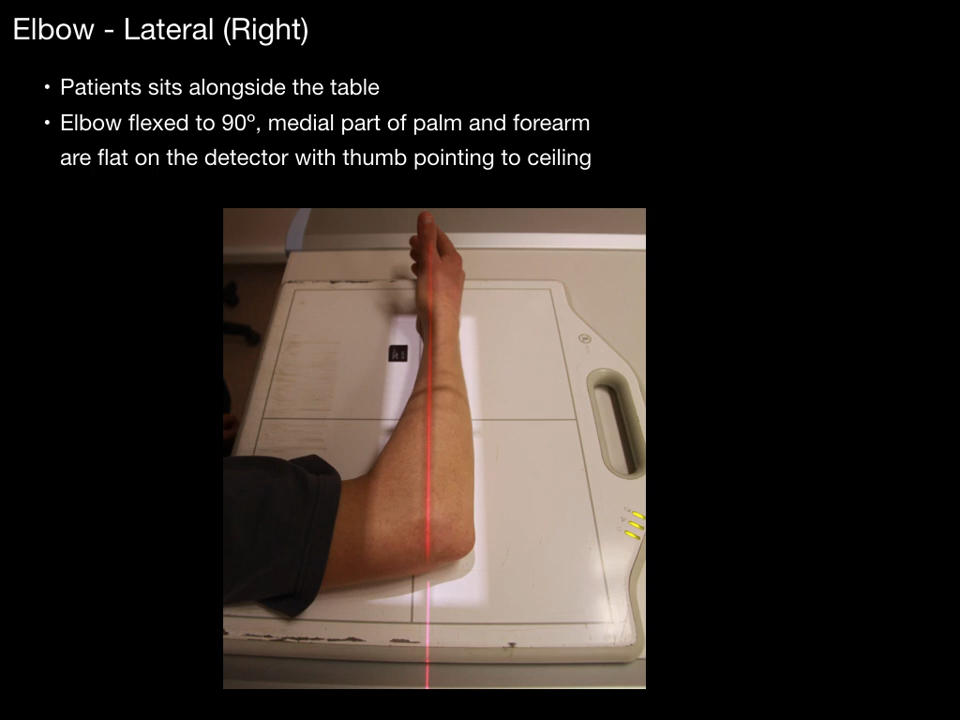 Elbow - Lateral (Right)
• Patients sits alongside the table
• Elbow flexed to 90º, medial part of palm and forearm
are flat on the detector with thumb pointing to ceiling